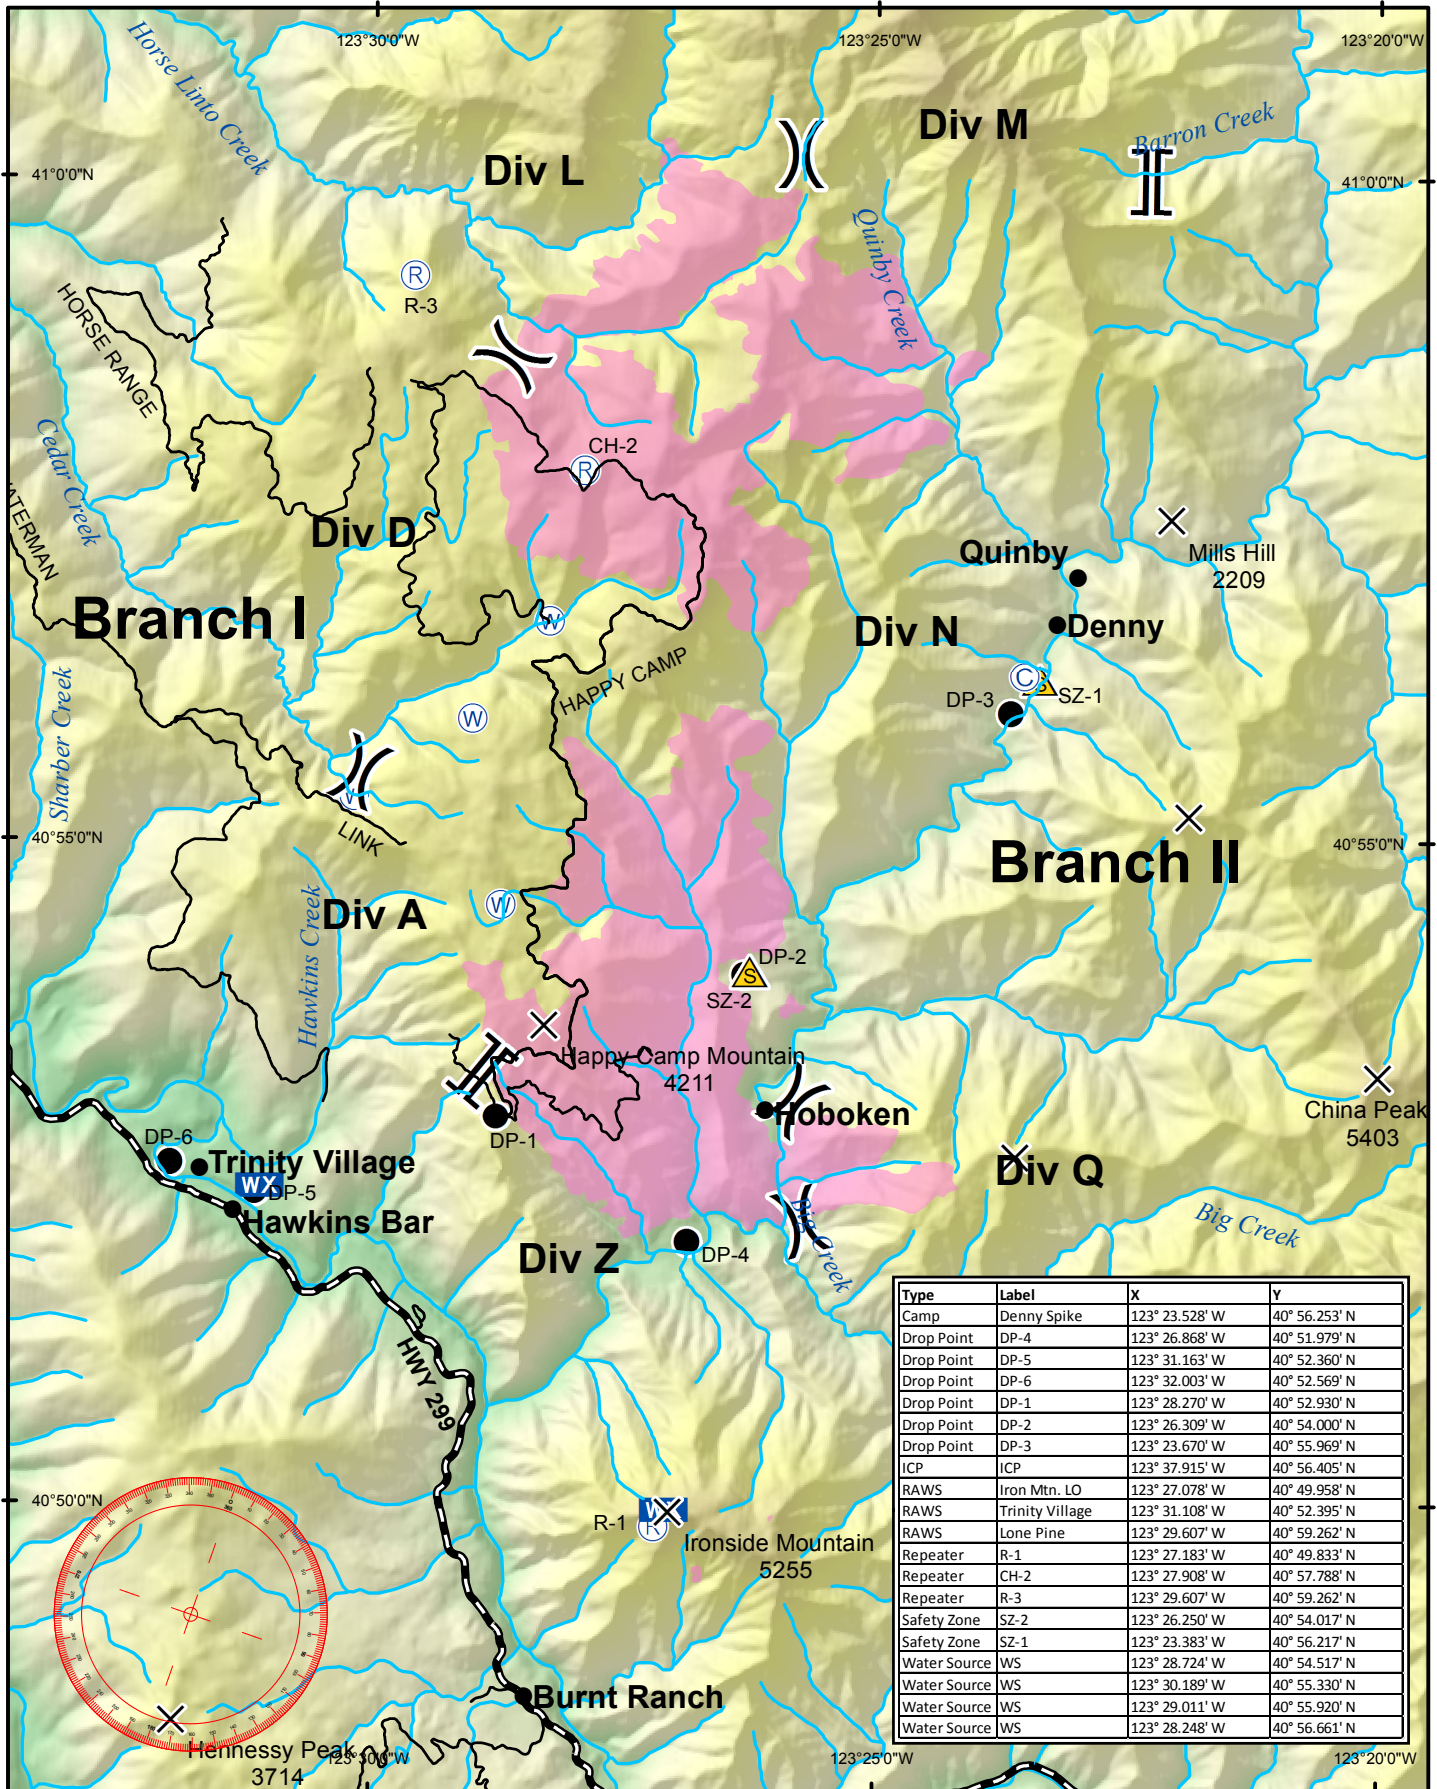 123°30'0"W
123°25'0"W
123°20'0"W
Horse Linto Creek
Div M
Barron Creek
Div L
41°0'0"N
41°0'0"N
Quinby Creek
R
R-3
HORSE RANGE
Cedar Creek
CH-2
R
Div D
Mills Hill
2209
Quinby
Branch I
W
Div N
Denny
HAPPY CAMP
C
S
SZ-1
DP-3
Sharber Creek
W
LINK
40°55'0"N
40°55'0"N
Branch II
Hawkins Creek
Div A
W
DP-2
S
SZ-2
Happy Camp Mountain
4211
China Peak
5403
Hoboken
DP-1
DP-6
Trinity Village
WX
DP-5
Hawkins Bar
Div Q
Big Creek
Big Creek
Div Z
DP-4
HWY 299
Type Label X Y
Camp Denny Spike 123° 23.528' W 40° 56.253' N
Drop Point DP-4 123° 26.868' W 40° 51.979' N
Drop Point DP-5 123° 31.163' W 40° 52.360' N
Drop Point DP-6 123° 32.003' W 40° 52.569' N
Drop Point DP-1 123° 28.270' W 40° 52.930' N
Drop Point DP-2 123° 26.309' W 40° 54.000' N
Drop Point DP-3 123° 23.670' W 40° 55.969' N
ICP ICP 123° 37.915' W 40° 56.405' N
RAWS Iron Mtn. LO 123° 27.078' W 40° 49.958' N
RAWS Trinity Village 123° 31.108' W 40° 52.395' N
RAWS Lone Pine 123° 29.607' W 40° 59.262' N
Repeater R-1 123° 27.183' W 40° 49.833' N
Repeater CH-2 123° 27.908' W 40° 57.788' N
Repeater R-3 123° 29.607' W 40° 59.262' N
Safety Zone SZ-2 123° 26.250' W 40° 54.017' N
Safety Zone SZ-1 123° 23.383' W 40° 56.217' N
Water Source WS 123° 28.724' W 40° 54.517' N
Water Source WS 123° 30.189' W 40° 55.330' N
Water Source WS 123° 29.011' W 40° 55.920' N
Water Source WS 123° 28.248' W 40° 56.661' N
40°50'0"N
R-1
R
Ironside Mountain
5255
Burnt Ranch
Hennessy Peak
3714
123°30'0"W
123°25'0"W
123°20'0"W